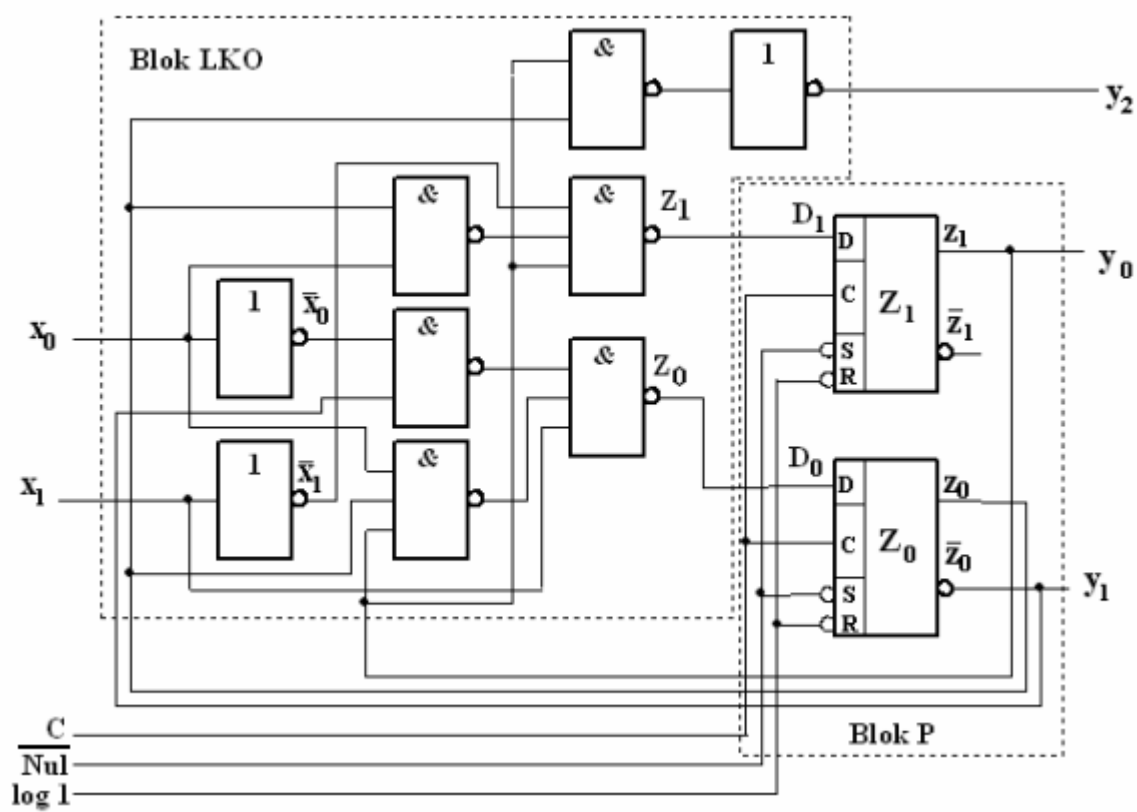 Blok LKO
&
1
y₂
&
&
Z₁
D₁
D
z₁
y₀
C
Z₁
z̅₁
S
R
x₀
1
x̅₀
&
&
Z₀
x₁
1
x̅₁
&
D₀
D
z₀
C
Z₀
z̅₀
S
R
y₁
C
N̅u̅l̅
log 1
Blok P